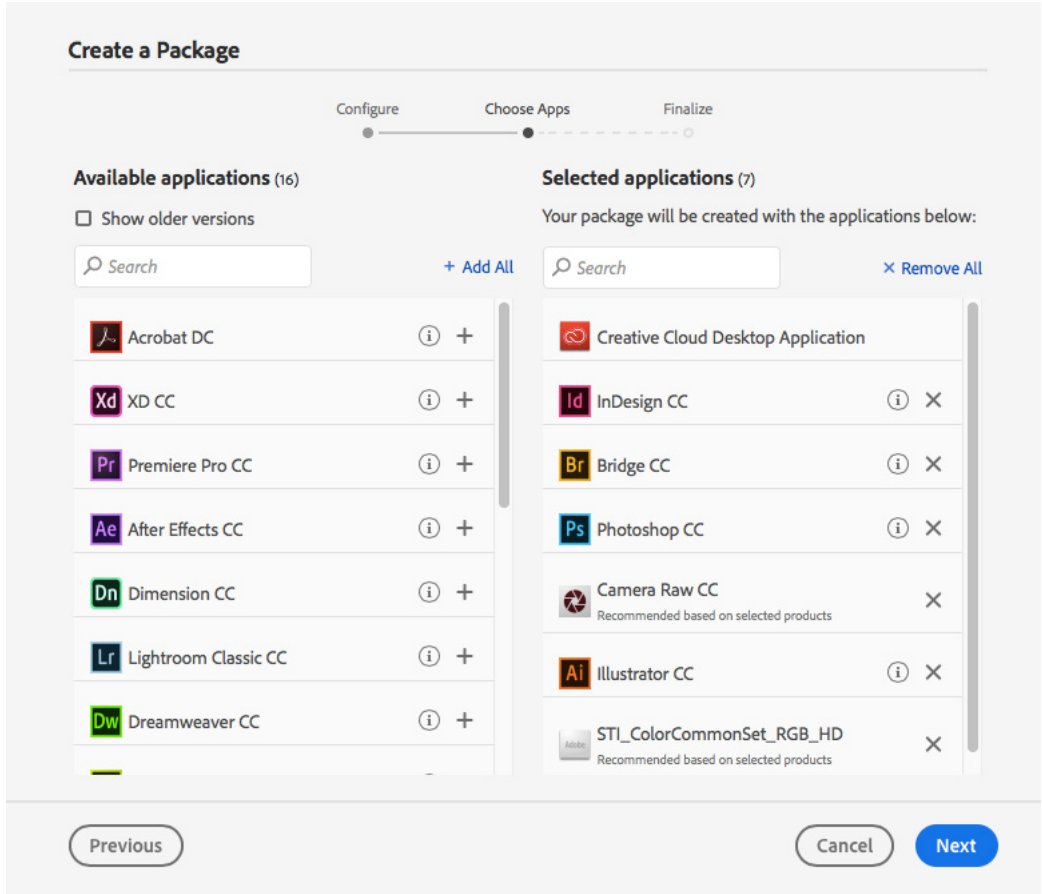 Create a Package
Configure
Choose Apps
Finalize
Available applications (16)
Show older versions
Search
+ Add All
Acrobat DC
Xd XD CC
Pr Premiere Pro CC
Ae After Effects CC
Dn Dimension CC
Lr Lightroom Classic CC
Dw Dreamweaver CC
Selected applications (7)
Your package will be created with the applications below:
Search
× Remove All
Creative Cloud Desktop Application
Id InDesign CC
Br Bridge CC
Ps Photoshop CC
Camera Raw CC
Recommended based on selected products
Ai Illustrator CC
Adobe STI_ColorCommonSet_RGB_HD
Recommended based on selected products
Previous
Cancel
Next